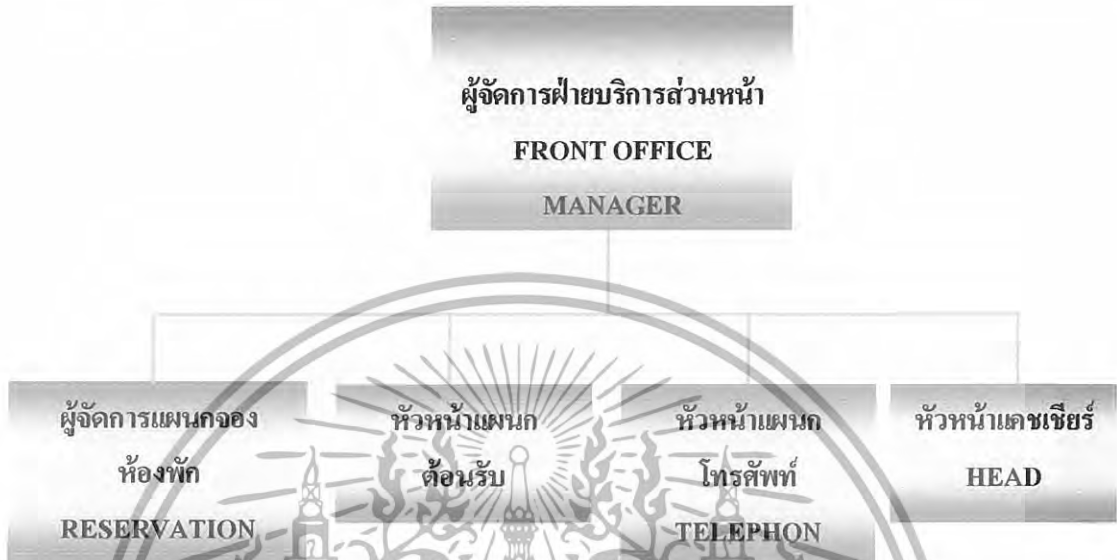 ผู้จัดการฝ่ายบริการส่วนหน้า
FRONT OFFICE
MANAGER
ผู้จัดการแผนกจอง
ห้องพัก
RESERVATION
หัวหน้าแผนก
ต้อนรับ
หัวหน้าแผนก
โทรศัพท์
TELEPHON
หัวหน้าแคชเชียร์
HEAD